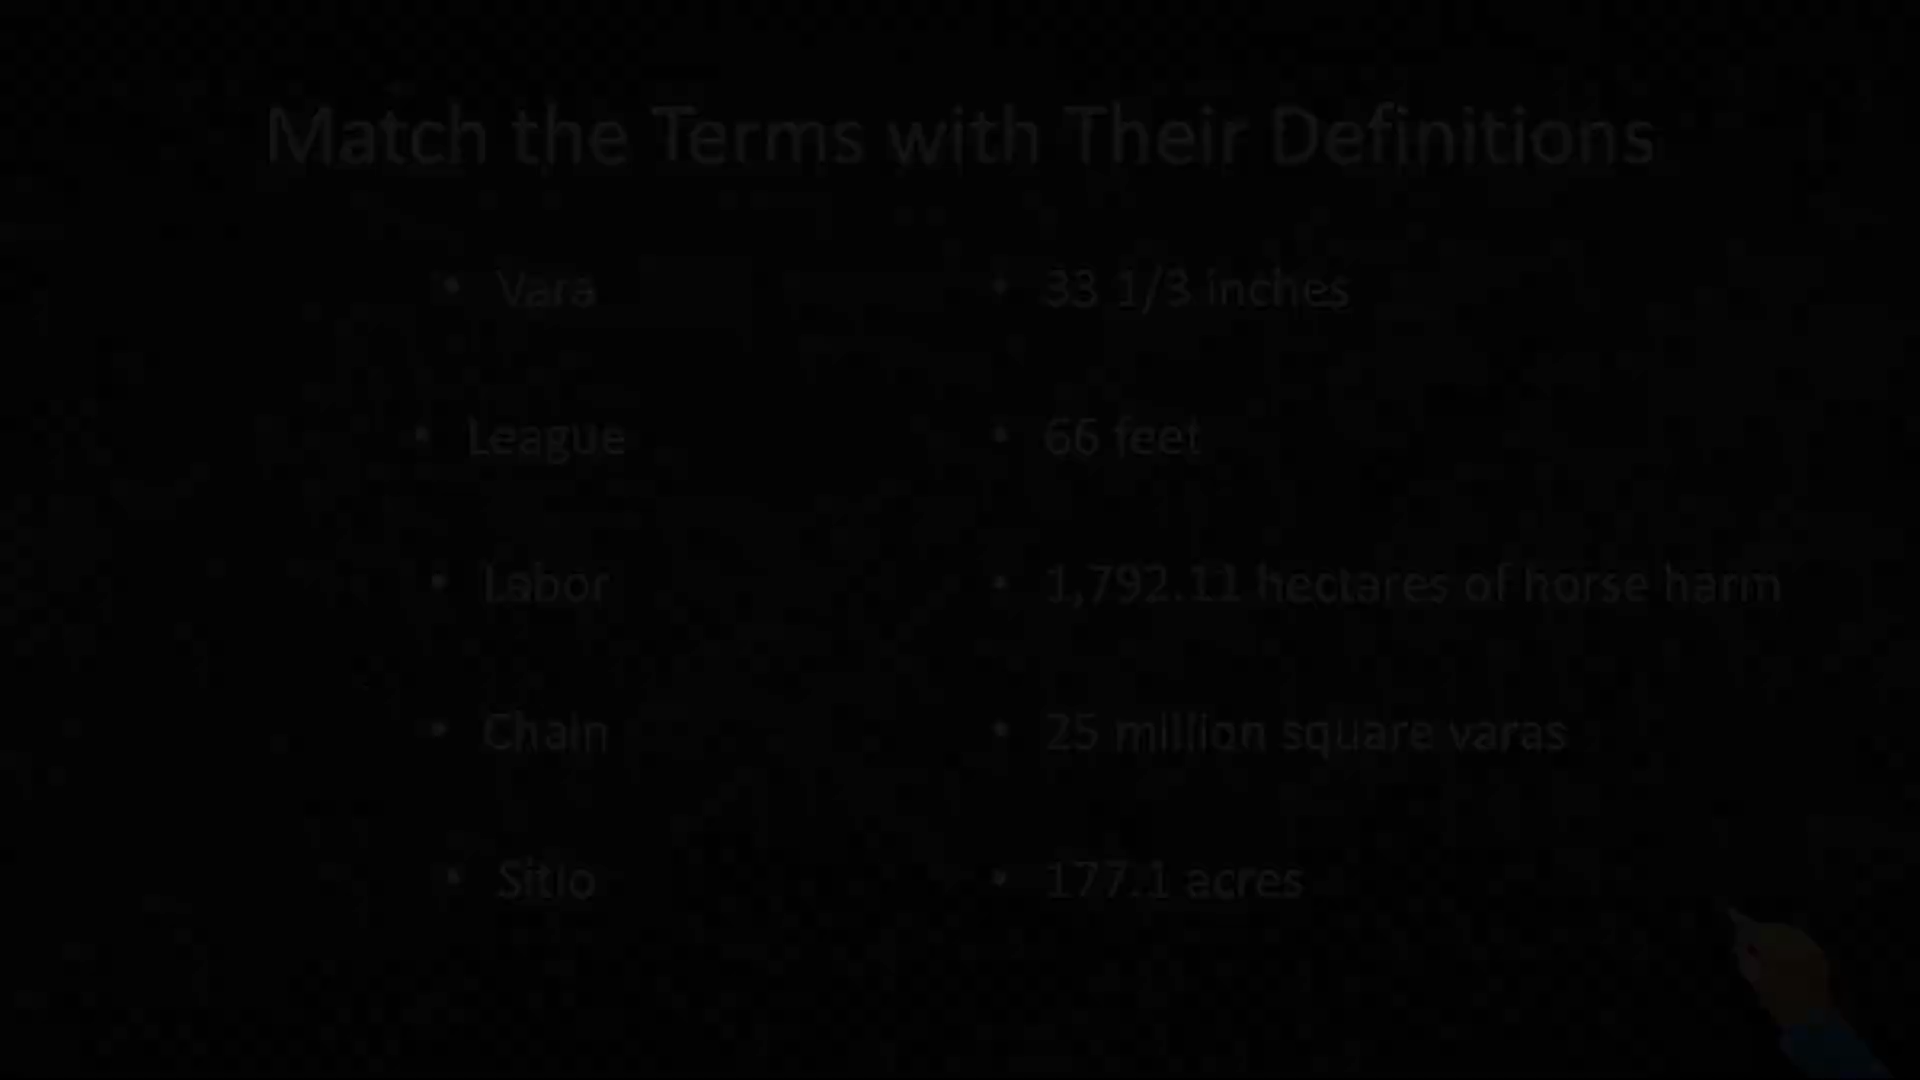 Match the Terms with Their Definitions
• Vara
• 33 1/3 inches
• League
• 66 feet
• Labor
• 1,792.11 hectares of horse harm
• Chain
• 25 million square varas
• Sitio
• 177.1 acres